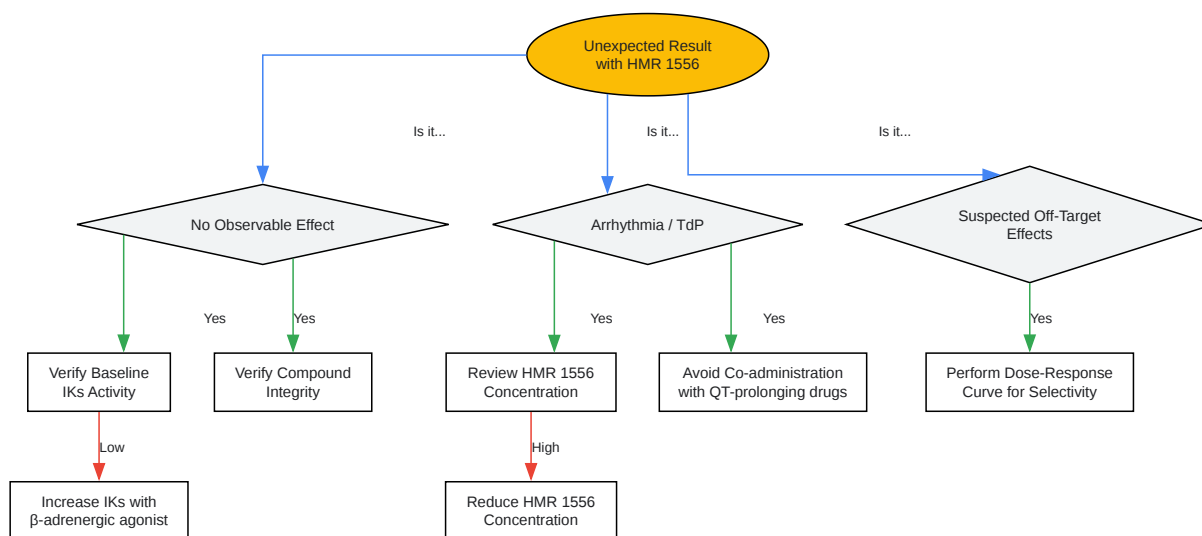 Unexpected Result
with HMR 1556
Is it...
Is it...
Is it...
No Observable Effect
Arrhythmia / TdP
Suspected Off-Target
Effects
Yes
Yes
Yes
Yes
Yes
Verify Baseline
IKs Activity
Verify Compound
Integrity
Review HMR 1556
Concentration
Avoid Co-administration
with QT-prolonging drugs
Perform Dose-Response
Curve for Selectivity
Low
High
Increase IKs with
β-adrenergic agonist
Reduce HMR 1556
Concentration